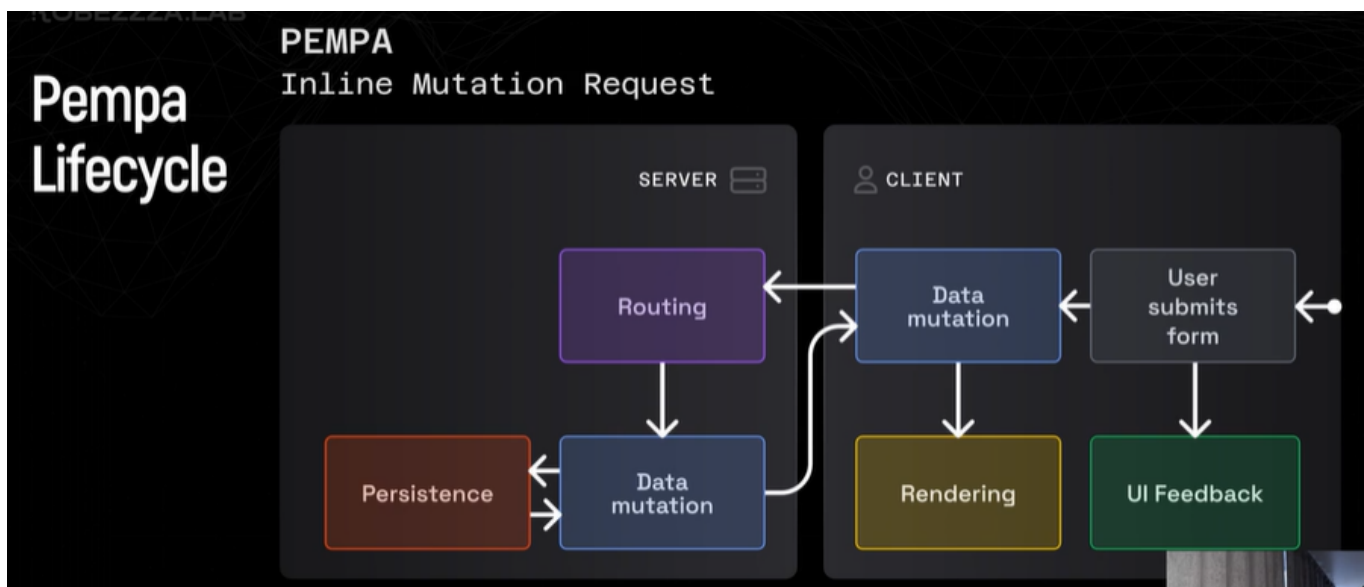 Pempa
Lifecycle
PEMPA
Inline Mutation Request
SERVER
CLIENT
Routing
Data
mutation
User
submits
form
Persistence
Data
mutation
Rendering
UI Feedback